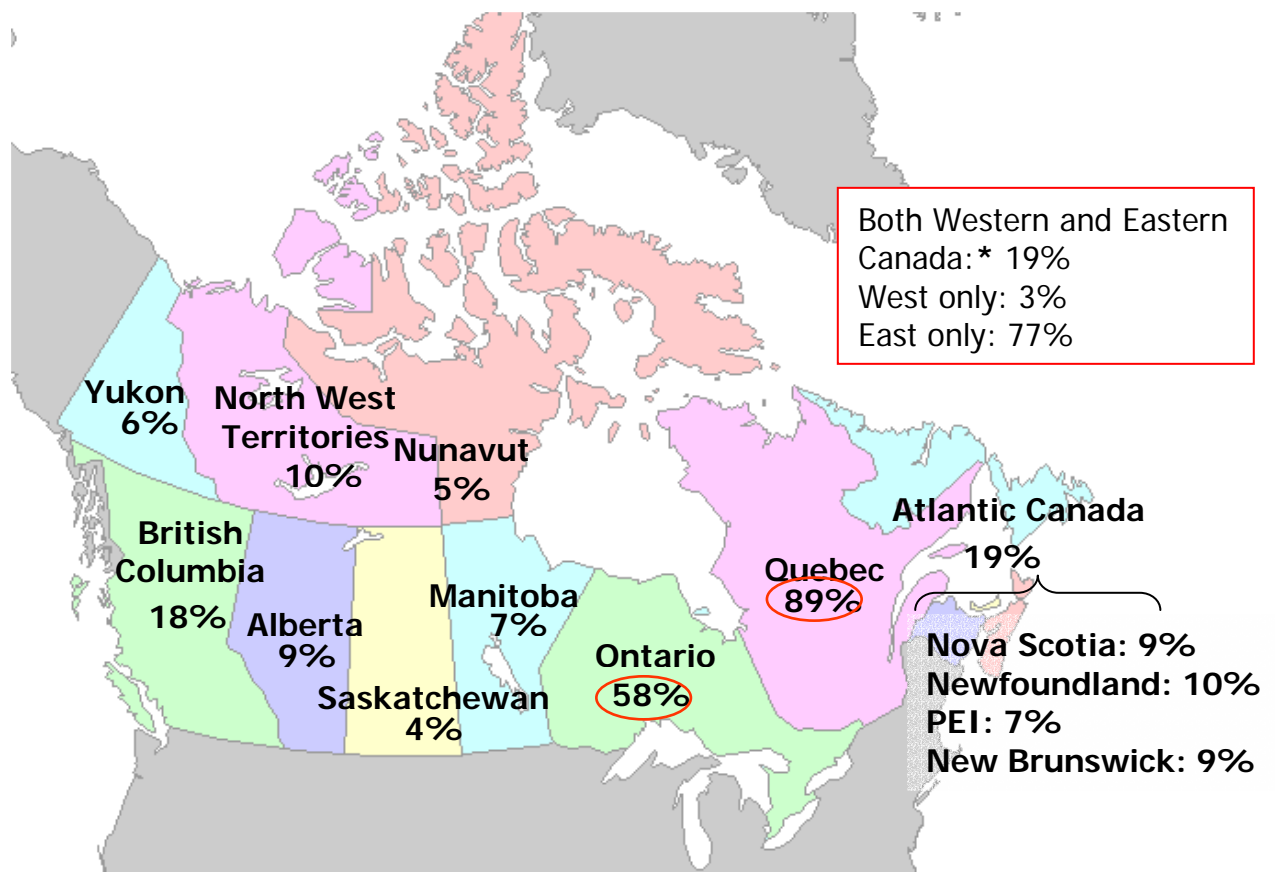 Both Western and Eastern
Canada:* 19%
West only: 3%
East only: 77%
Yukon
6%
North West
Territories
10%
Nunavut
5%
British
Columbia
18%
Alberta
9%
Saskatchewan
4%
Manitoba
7%
Ontario
58%
Quebec
89%
Atlantic Canada
19%
Nova Scotia: 9%
Newfoundland: 10%
PEI: 7%
New Brunswick: 9%